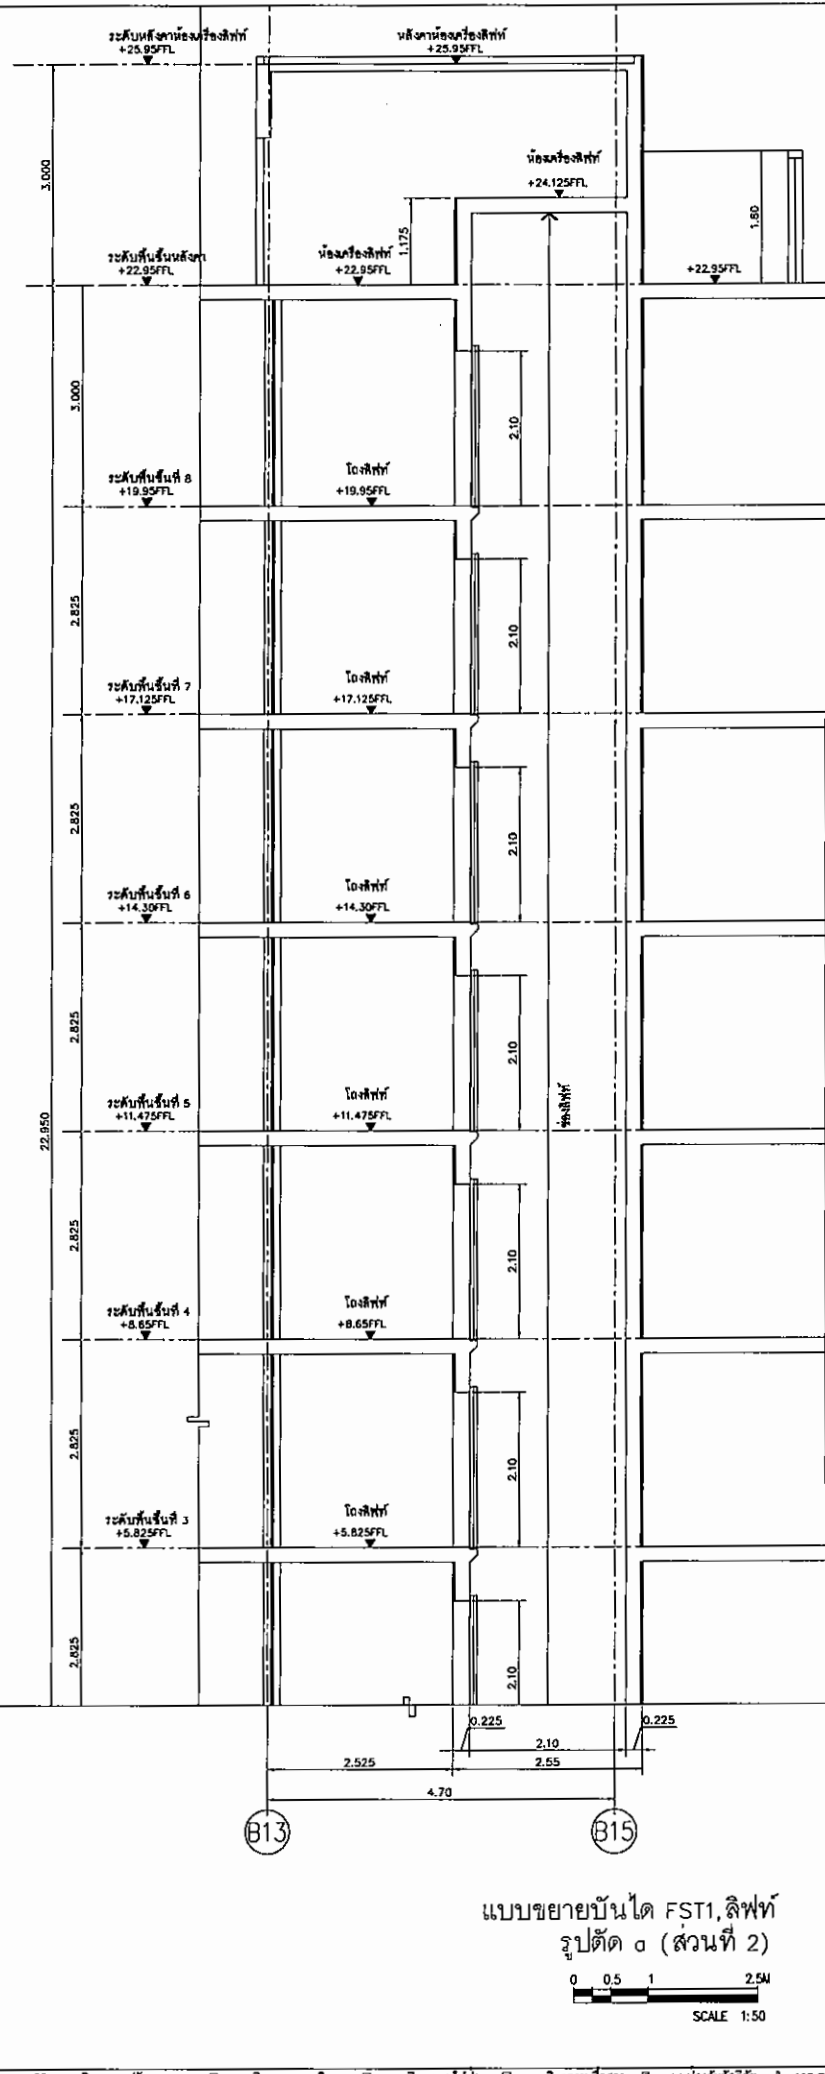 ระดับหลังคาห้องเครื่องลิฟท์
+25.95FFL
หลังคาห้องเครื่องลิฟท์
+25.95FFL
3.000
ห้องเครื่องลิฟท์
+24.125FFL
1.175
1.80
ระดับพื้นชั้นหลังคา
+22.95FFL
ห้องเครื่องลิฟท์
+22.95FFL
+22.95FFL
3.000
2.10
ระดับพื้นชั้นที่ 8
+19.95FFL
โถงลิฟท์
+19.95FFL
2.825
2.10
ระดับพื้นชั้นที่ 7
+17.125FFL
โถงลิฟท์
+17.125FFL
2.825
2.10
ระดับพื้นชั้นที่ 6
+14.30FFL
โถงลิฟท์
+14.30FFL
2.825
2.10
ระดับพื้นชั้นที่ 5
+11.475FFL
โถงลิฟท์
+11.475FFL
ช่องลิฟท์
22.950
2.825
2.10
ระดับพื้นชั้นที่ 4
+8.65FFL
โถงลิฟท์
+8.65FFL
2.825
2.10
ระดับพื้นชั้นที่ 3
+5.825FFL
โถงลิฟท์
+5.825FFL
2.825
2.10
0.225
2.10
0.225
2.525
2.55
4.70
B13
B15
แบบขยายบันได FST1,ลิฟท์
รูปตัด a (ส่วนที่ 2)
0 0.5 1 2.5M
SCALE 1:50